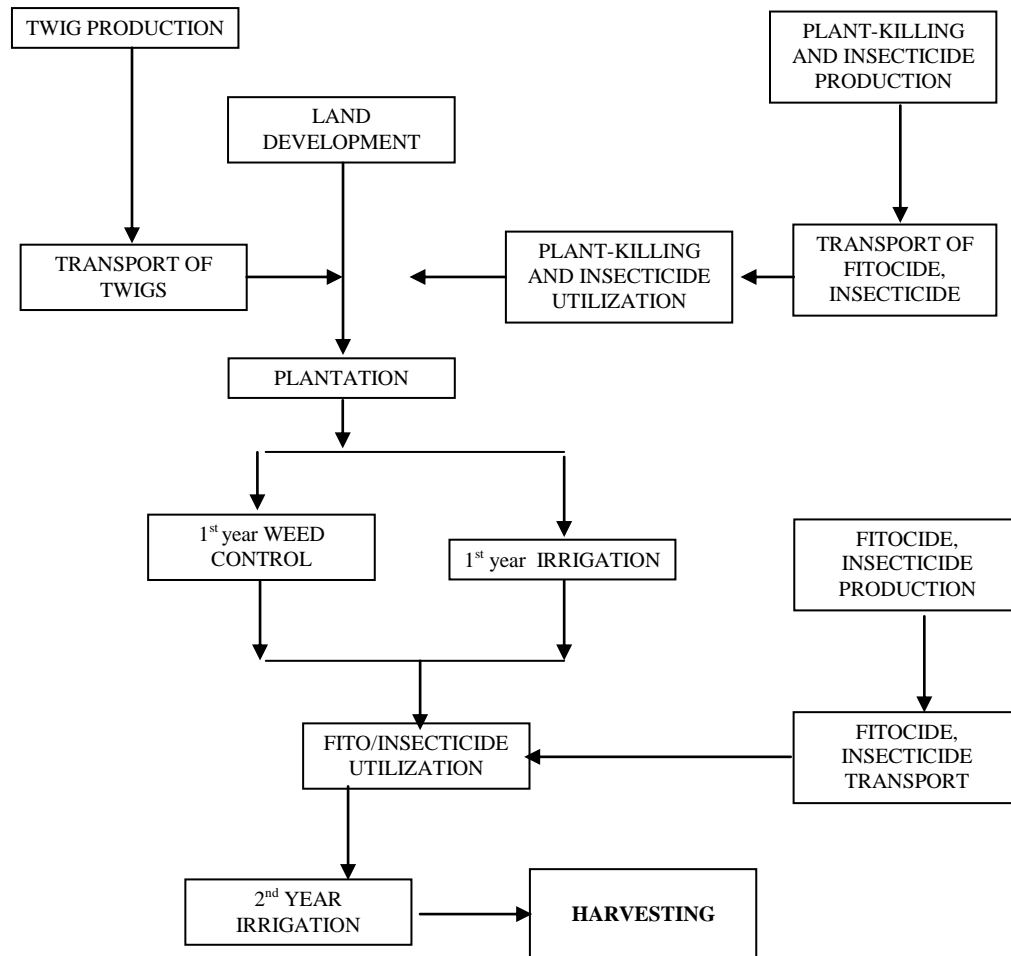 TWIG PRODUCTION
PLANT-KILLING
AND INSECTICIDE
PRODUCTION
LAND
DEVELOPMENT
TRANSPORT OF
TWIGS
PLANT-KILLING
AND INSECTICIDE
UTILIZATION
TRANSPORT OF
FITOCIDE,
INSECTICIDE
PLANTATION
1st year WEED
CONTROL
1st year IRRIGATION
FITOCIDE,
INSECTICIDE
PRODUCTION
FITO/INSECTICIDE
UTILIZATION
FITOCIDE,
INSECTICIDE
TRANSPORT
2nd YEAR
IRRIGATION
HARVESTING